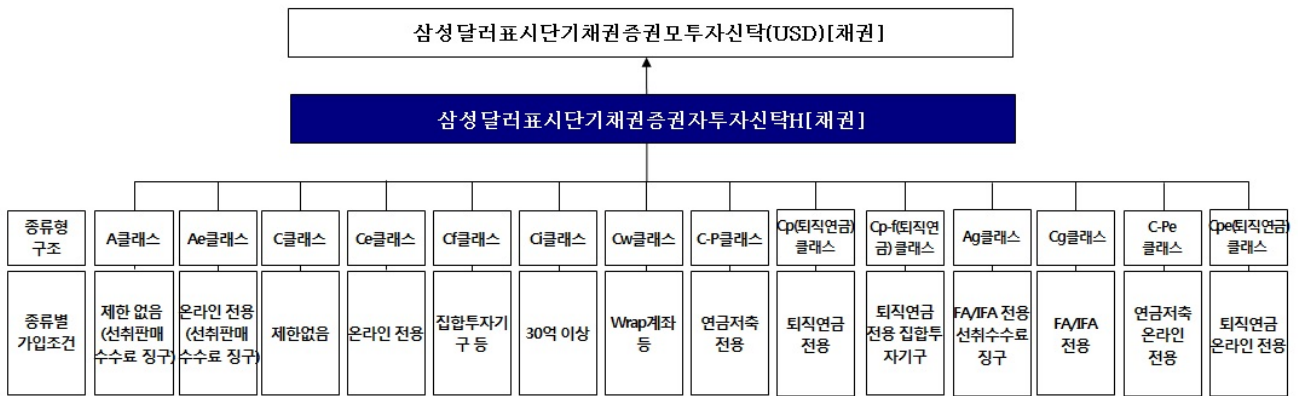 삼성달러표시단기채권증권모투자신탁(USD)[채권]
삼성달러표시단기채권증권자투자신탁H[채권]
종류형
구조
A클래스
Ae클래스
C클래스
Ce클래스
Cf클래스
Ci클래스
Cw클래스
C-P클래스
Cp(퇴직연금)
클래스
Cp-f(퇴직연
금) 클래스
Ag클래스
Cg클래스
C-Pe
클래스
Cpe(퇴직연금)
클래스
종류별
가입조건
제한 없음
(선취판매
수수료 징구)
온라인 전용
(선취판매
수수료 징구)
제한없음
온라인 전용
집합투자기
구 등
30억 이상
Wrap계좌
등
연금저축
전용
퇴직연금
전용
퇴직연금
전용 집합투
자기구
FA/IFA 전용
선취수수료
징구
FA/IFA
전용
연금저축
온라인
전용
퇴직연금
온라인 전용